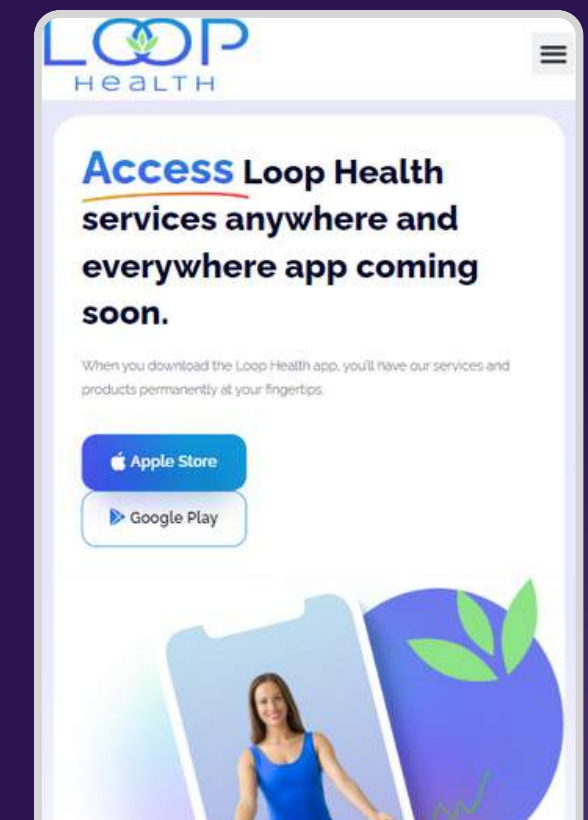 LOOP
HEALTH
Access Loop Health
services anywhere and
everywhere app coming
soon.
When you download the Loop Health app, you'll have our services and
products permanently at your fingertips.
Apple Store
Google Play